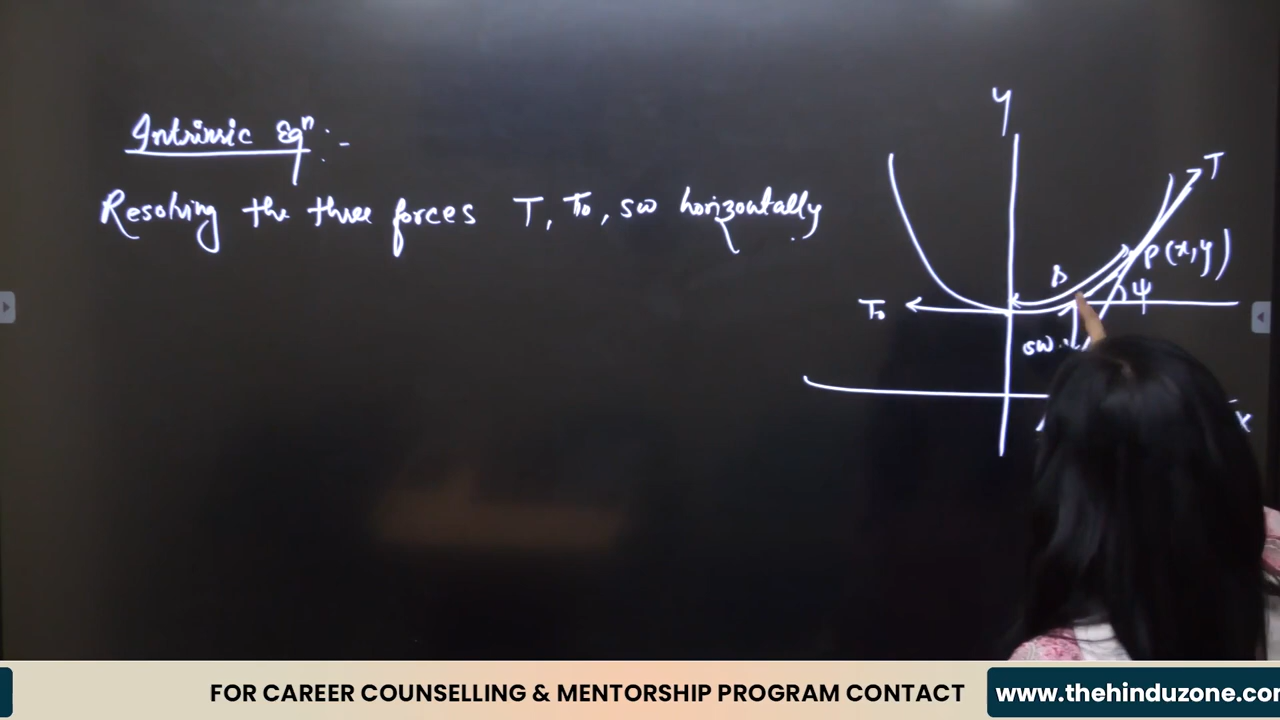 Intrinsic Eqⁿ :-
Resolving the three forces T, T₀, sw horizontally
y
T
P(x,y)
s
ψ
T₀
sw
x
FOR CAREER COUNSELLING & MENTORSHIP PROGRAM CONTACT
www.thehinduzone.com